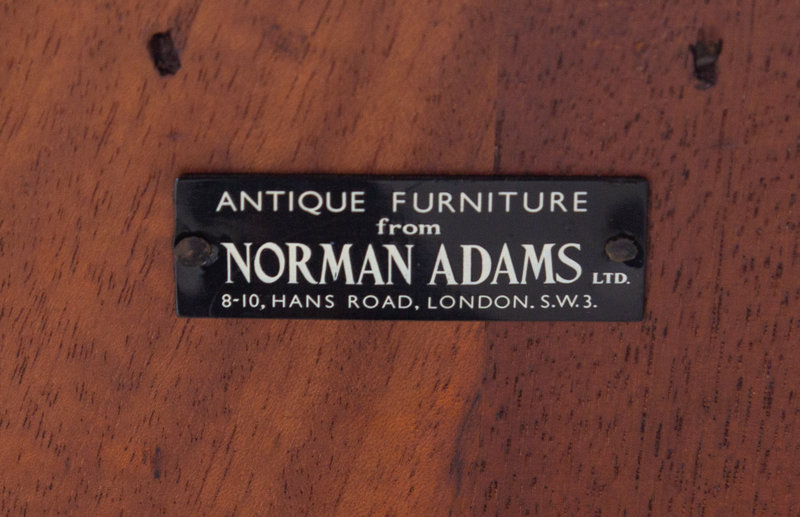 ANTIQUE FURNITURE
from
NORMAN ADAMS LTD.
8-10, HANS ROAD, LONDON. S.W.3.